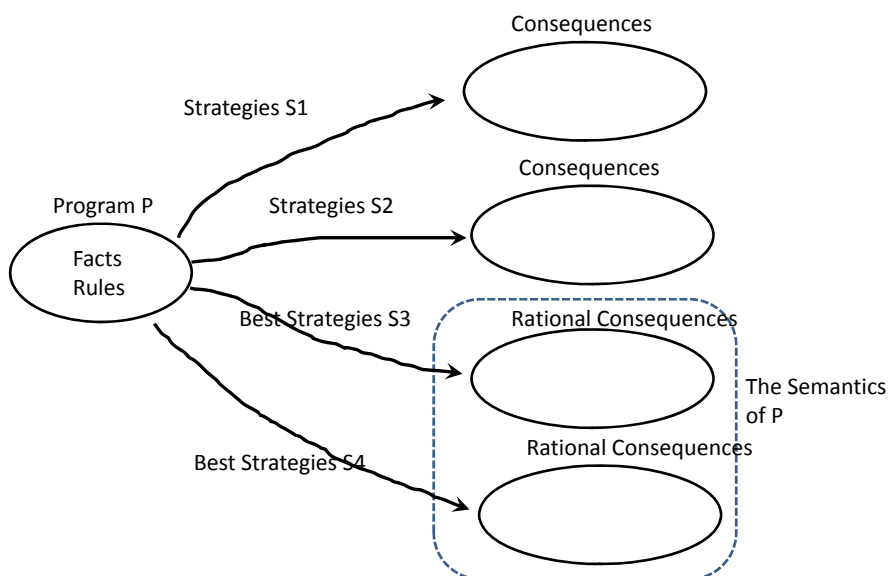 Consequences
Strategies S1
Consequences
Strategies S2
Program P
Facts
Rules
Best Strategies S3
Rational Consequences
The Semantics
of P
Rational Consequences
Best Strategies S4